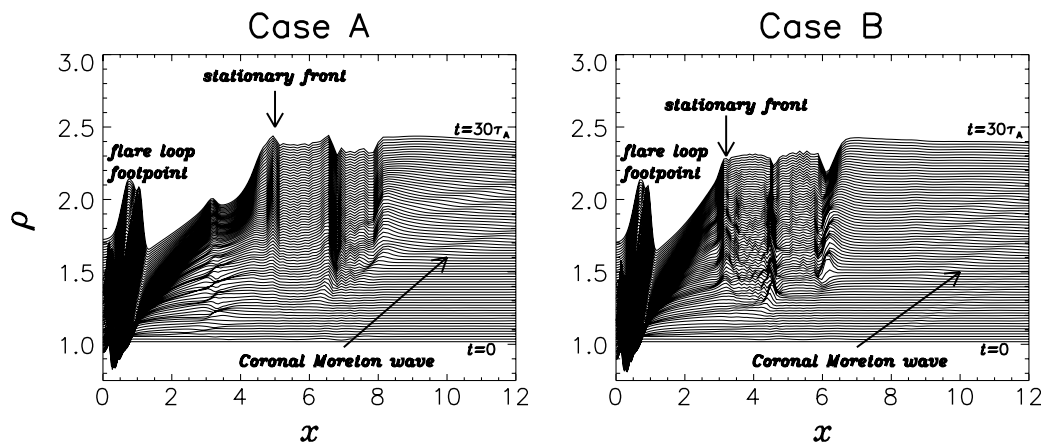 Case A
Case B
3.0
2.5
2.0
1.5
1.0
ρ
stationary front
t=30τA
flare loop
footpoint
Coronal Moreton wave
t=0
0 2 4 6 8 10 12
x
3.0
2.5
2.0
1.5
1.0
stationary front
t=30τA
flare loop
footpoint
Coronal Moreton wave
t=0
0 2 4 6 8 10 12
x